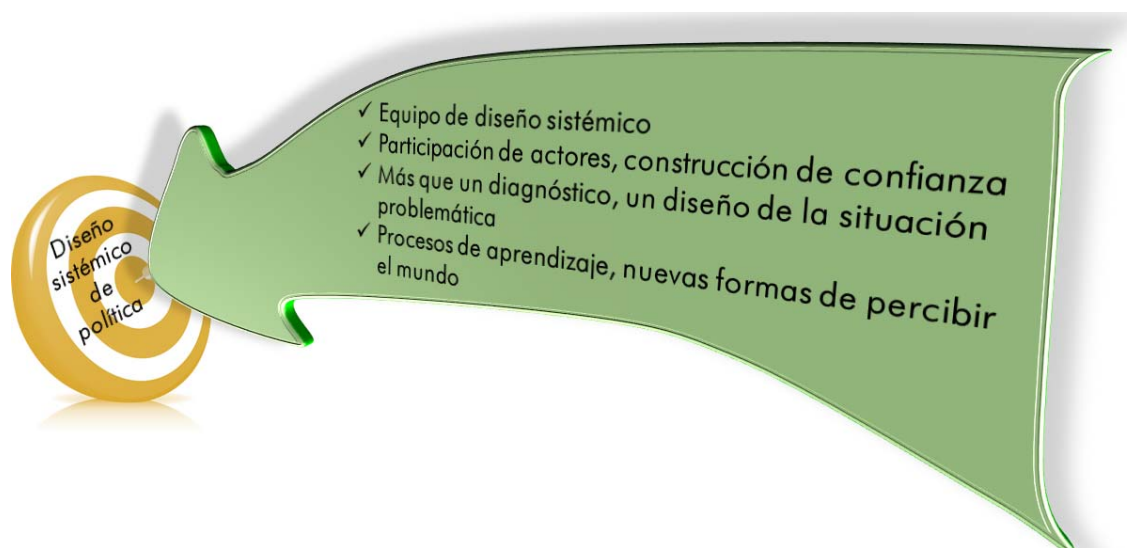 Diseño
sistémico
de
política
✓ Equipo de diseño sistémico
✓ Participación de actores, construcción de confianza
✓ Más que un diagnóstico, un diseño de la situación
problemática
✓ Procesos de aprendizaje, nuevas formas de percibir
el mundo